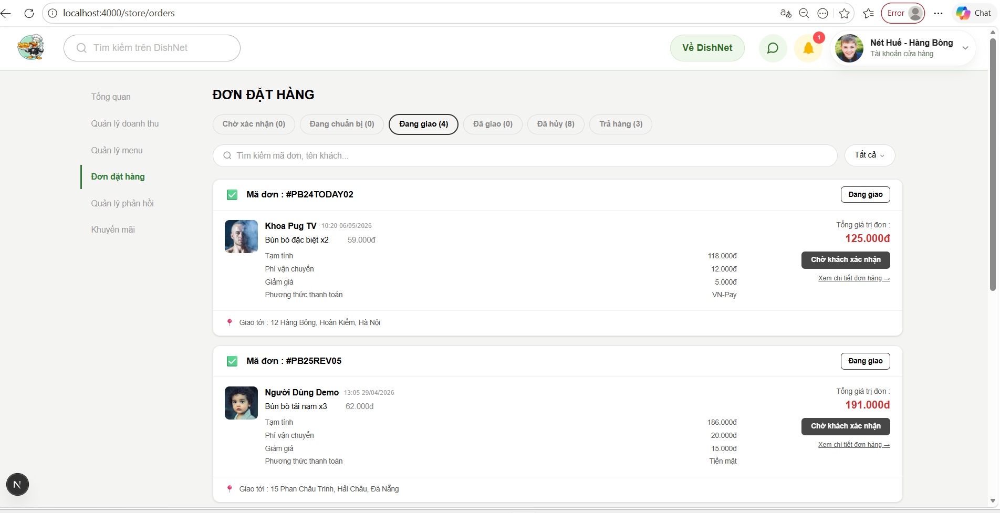 localhost:4000/store/orders
Error
Chat
DishNet
Tìm kiếm trên DishNet
Về DishNet
1
Nét Huế - Hàng Bông
Tài khoản cửa hàng
Tổng quan
Quản lý doanh thu
Quản lý menu
Đơn đặt hàng
Quản lý phản hồi
Khuyến mãi
ĐƠN ĐẶT HÀNG
Chờ xác nhận (0)
Đang chuẩn bị (0)
Đang giao (4)
Đã giao (0)
Đã hủy (8)
Trả hàng (3)
Tìm kiếm mã đơn, tên khách...
Tất cả
Mã đơn : #PB24TODAY02
Đang giao
Khoa Pug TV 10:20 06/05/2026
Bún bò đặc biệt x2 59.000đ
Tạm tính 118.000đ
Phí vận chuyển 12.000đ
Giảm giá 5.000đ
Phương thức thanh toán VN-Pay
Tổng giá trị đơn :
125.000đ
Chờ khách xác nhận
Xem chi tiết đơn hàng →
Giao tới : 12 Hàng Bông, Hoàn Kiếm, Hà Nội
Mã đơn : #PB25REV05
Đang giao
Người Dùng Demo 13:05 29/04/2026
Bún bò tái nạm x3 62.000đ
Tạm tính 186.000đ
Phí vận chuyển 20.000đ
Giảm giá 15.000đ
Phương thức thanh toán Tiền mặt
Tổng giá trị đơn :
191.000đ
Chờ khách xác nhận
Xem chi tiết đơn hàng →
Giao tới : 15 Phan Châu Trinh, Hải Châu, Đà Nẵng
N